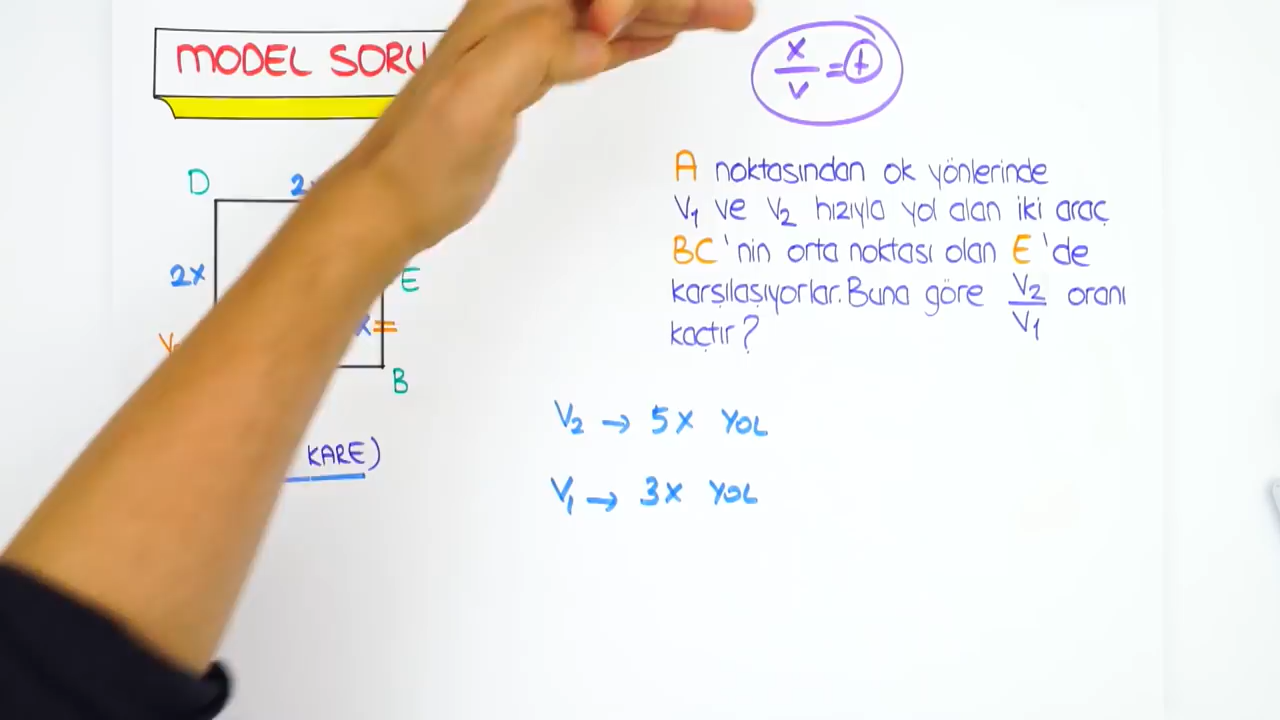 MODEL SORU
x/v = t
A noktasından ok yönlerinde
V1 ve V2 hızıyla yol alan iki araç
BC'nin orta noktası olan E'de
karşılaşıyorlar. Buna göre V2/V1 oranı
kaçtır?
D
2x
E
x
B
KARE)
V2 → 5x YOL
V1 → 3x YOL